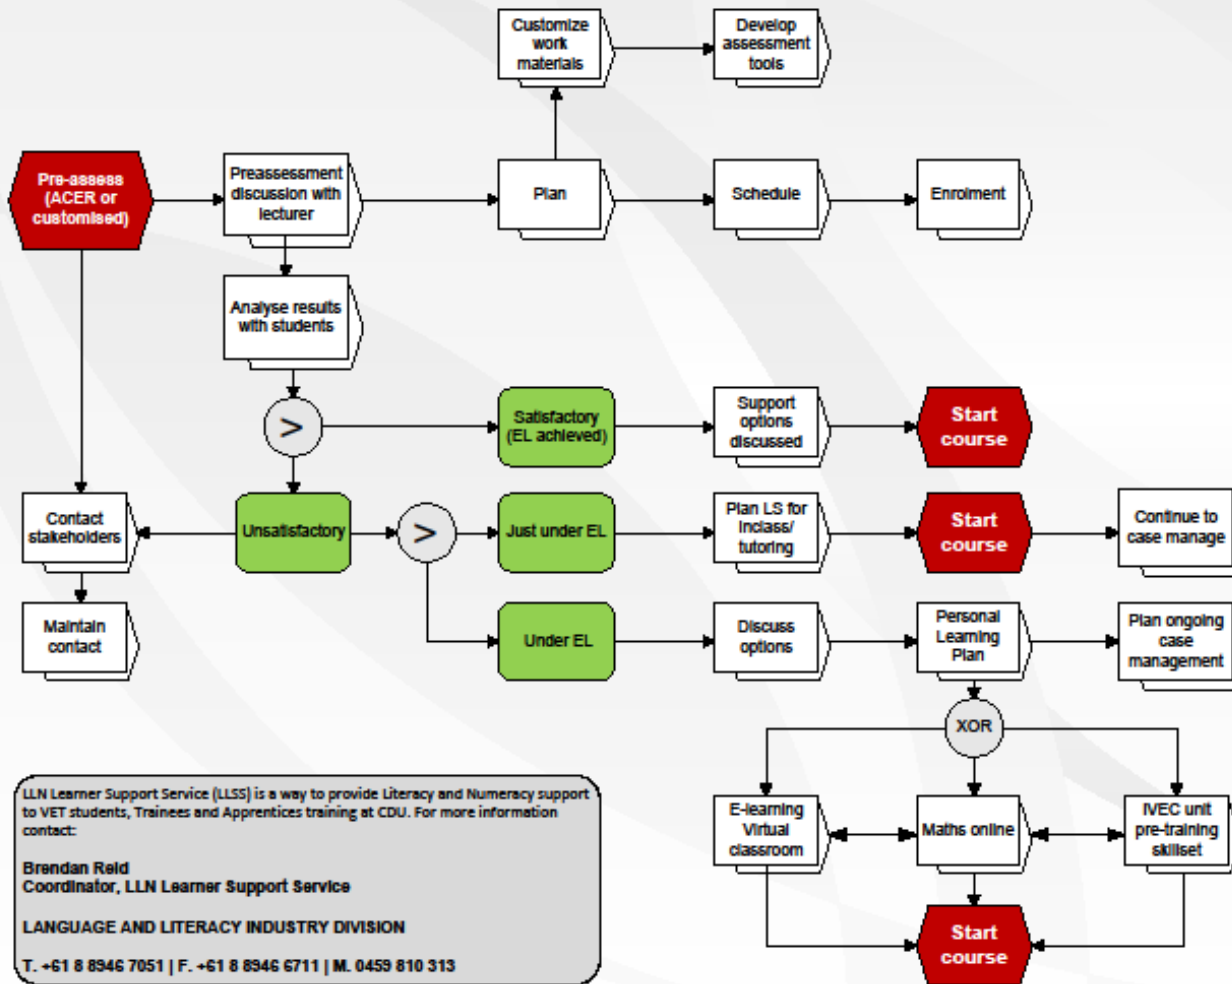 Customize
work
materials
Develop
assessment
tools
Pre-assess
(ACER or
customised)
Preassessment
discussion with
lecturer
Plan
Schedule
Enrolment
Analyse results
with students
>
Satisfactory
(EL achieved)
Support
options
discussed
Start
course
Contact
stakeholders
Unsatisfactory
>
Just under EL
Plan LS for
inclass/
tutoring
Start
course
Continue to
case manage
Maintain
contact
Under EL
Discuss
options
Personal
Learning
Plan
Plan ongoing
case
management
XOR
E-learning
Virtual
classroom
Maths online
IVEC unit
pre-training
skillset
Start
course
LLN Learner Support Service (LLSS) is a way to provide Literacy and Numeracy support
to VET students, Trainees and Apprentices training at CDU. For more information
contact:
Brendan Reid
Coordinator, LLN Learner Support Service
LANGUAGE AND LITERACY INDUSTRY DIVISION
T. +61 8 8946 7051 | F. +61 8 8946 6711 | M. 0459 810 313